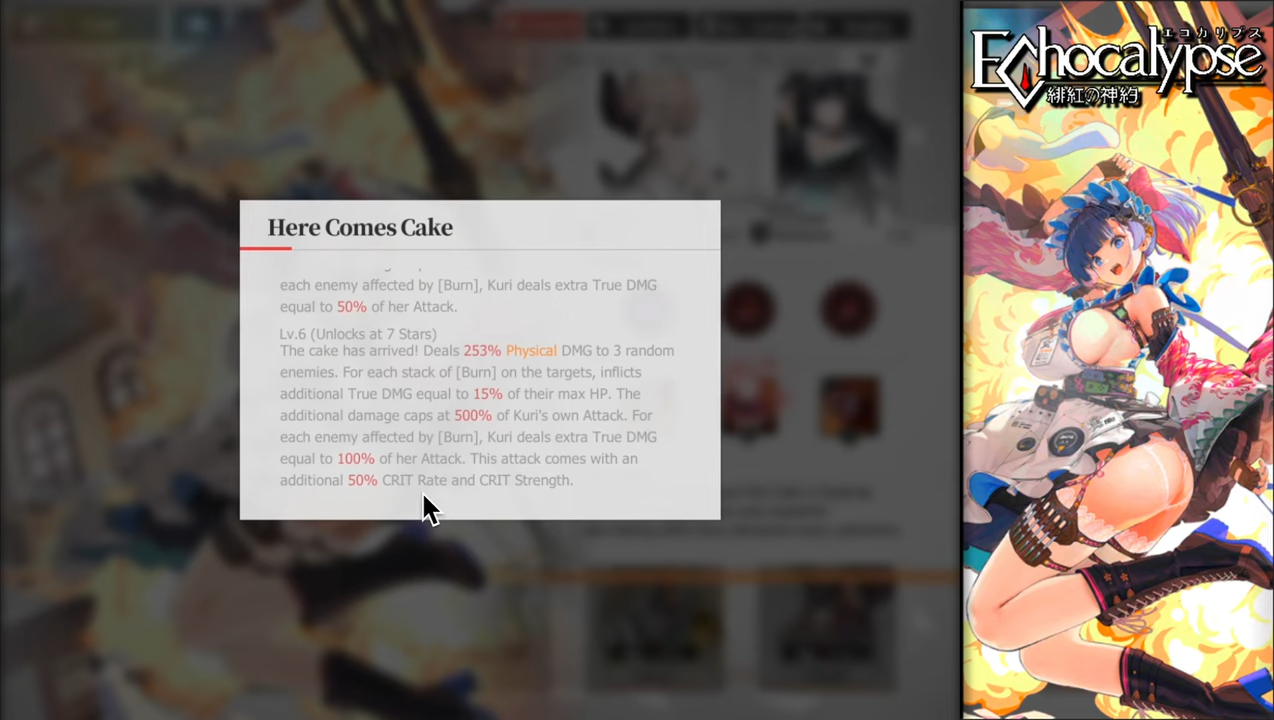 Here Comes Cake
each enemy affected by [Burn], Kuri deals extra True DMG
equal to 50% of her Attack.
Lv.6 (Unlocks at 7 Stars)
The cake has arrived! Deals 253% Physical DMG to 3 random
enemies. For each stack of [Burn] on the targets, inflicts
additional True DMG equal to 15% of their max HP. The
additional damage caps at 500% of Kuri's own Attack. For
each enemy affected by [Burn], Kuri deals extra True DMG
equal to 100% of her Attack. This attack comes with an
additional 50% CRIT Rate and CRIT Strength.
エコカリプス
Echocalypse
緋紅の神約